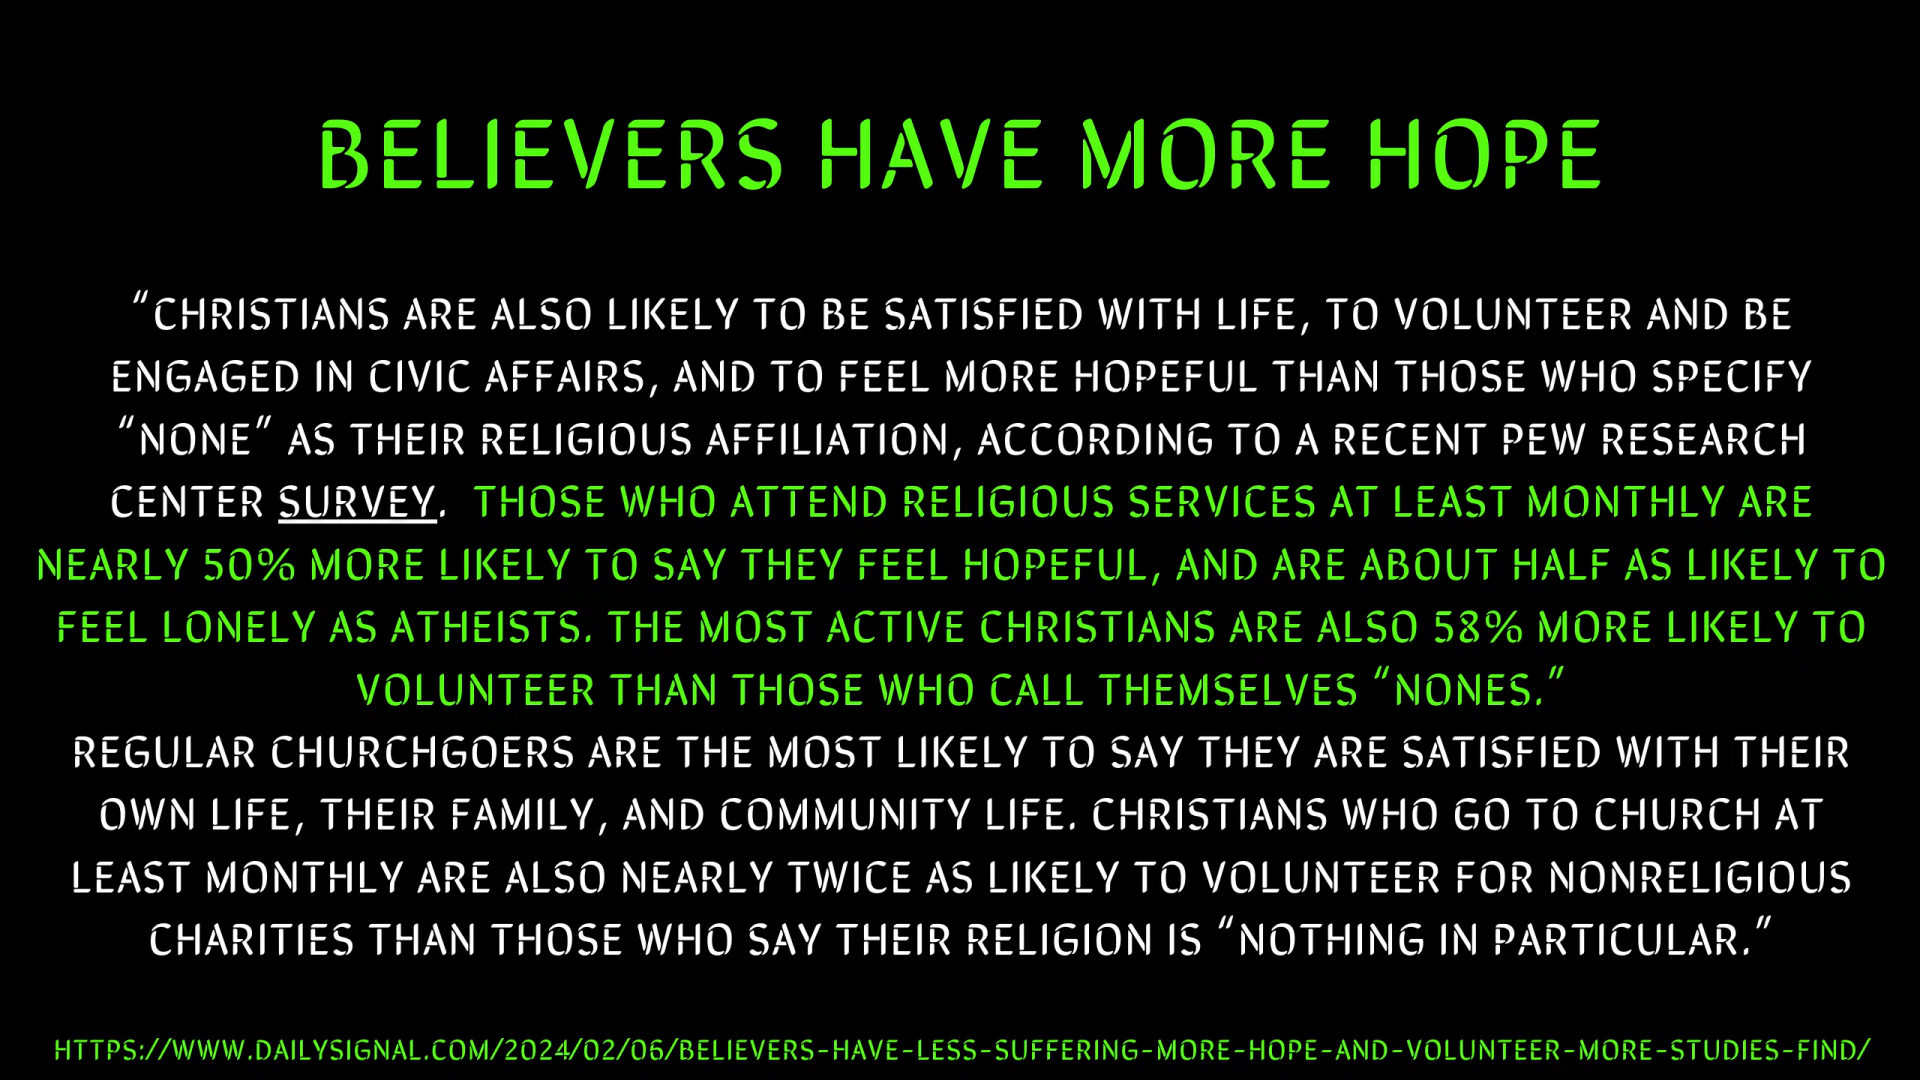 BELIEVERS HAVE MORE HOPE
“CHRISTIANS ARE ALSO LIKELY TO BE SATISFIED WITH LIFE, TO VOLUNTEER AND BE
ENGAGED IN CIVIC AFFAIRS, AND TO FEEL MORE HOPEFUL THAN THOSE WHO SPECIFY
“NONE” AS THEIR RELIGIOUS AFFILIATION, ACCORDING TO A RECENT PEW RESEARCH
CENTER SURVEY. THOSE WHO ATTEND RELIGIOUS SERVICES AT LEAST MONTHLY ARE
NEARLY 50% MORE LIKELY TO SAY THEY FEEL HOPEFUL, AND ARE ABOUT HALF AS LIKELY TO
FEEL LONELY AS ATHEISTS. THE MOST ACTIVE CHRISTIANS ARE ALSO 58% MORE LIKELY TO
VOLUNTEER THAN THOSE WHO CALL THEMSELVES “NONES.”
REGULAR CHURCHGOERS ARE THE MOST LIKELY TO SAY THEY ARE SATISFIED WITH THEIR
OWN LIFE, THEIR FAMILY, AND COMMUNITY LIFE. CHRISTIANS WHO GO TO CHURCH AT
LEAST MONTHLY ARE ALSO NEARLY TWICE AS LIKELY TO VOLUNTEER FOR NONRELIGIOUS
CHARITIES THAN THOSE WHO SAY THEIR RELIGION IS “NOTHING IN PARTICULAR.”
HTTPS://WWW.DAILYSIGNAL.COM/2024/02/06/BELIEVERS-HAVE-LESS-SUFFERING-MORE-HOPE-AND-VOLUNTEER-MORE-STUDIES-FIND/